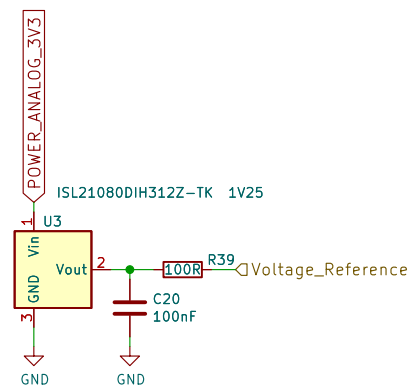 POWER_ANALOG_3V3
ISL21080DIH312Z-TK 1V25
1
U3
Vin
2
Vout
GND
3
100R
R39
Voltage_Reference
C20
100nF
GND
GND